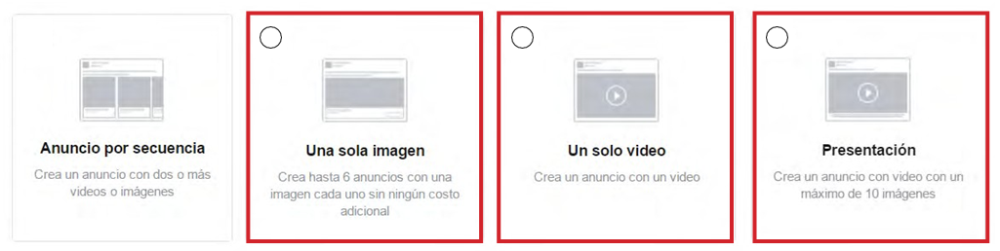 Anuncio por secuencia
Crea un anuncio con dos o más
videos o imágenes
Una sola imagen
Crea hasta 6 anuncios con una
imagen cada uno sin ningún costo
adicional
Un solo video
Crea un anuncio con un video
Presentación
Crea un anuncio con video con un
máximo de 10 imágenes